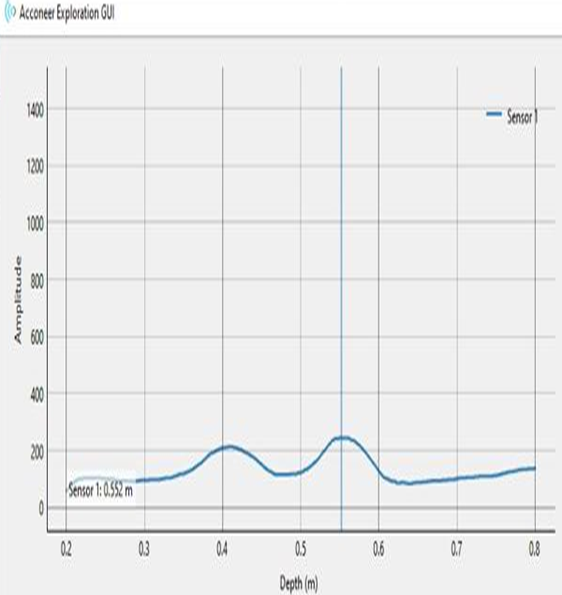 Acconeer Exploration GUI
1400
Sensor 1
1200
1000
800
Amplitude
600
400
200
Sensor 1: 0.552 m
0
0.2 0.3 0.4 0.5 0.6 0.7 0.8
Depth (m)